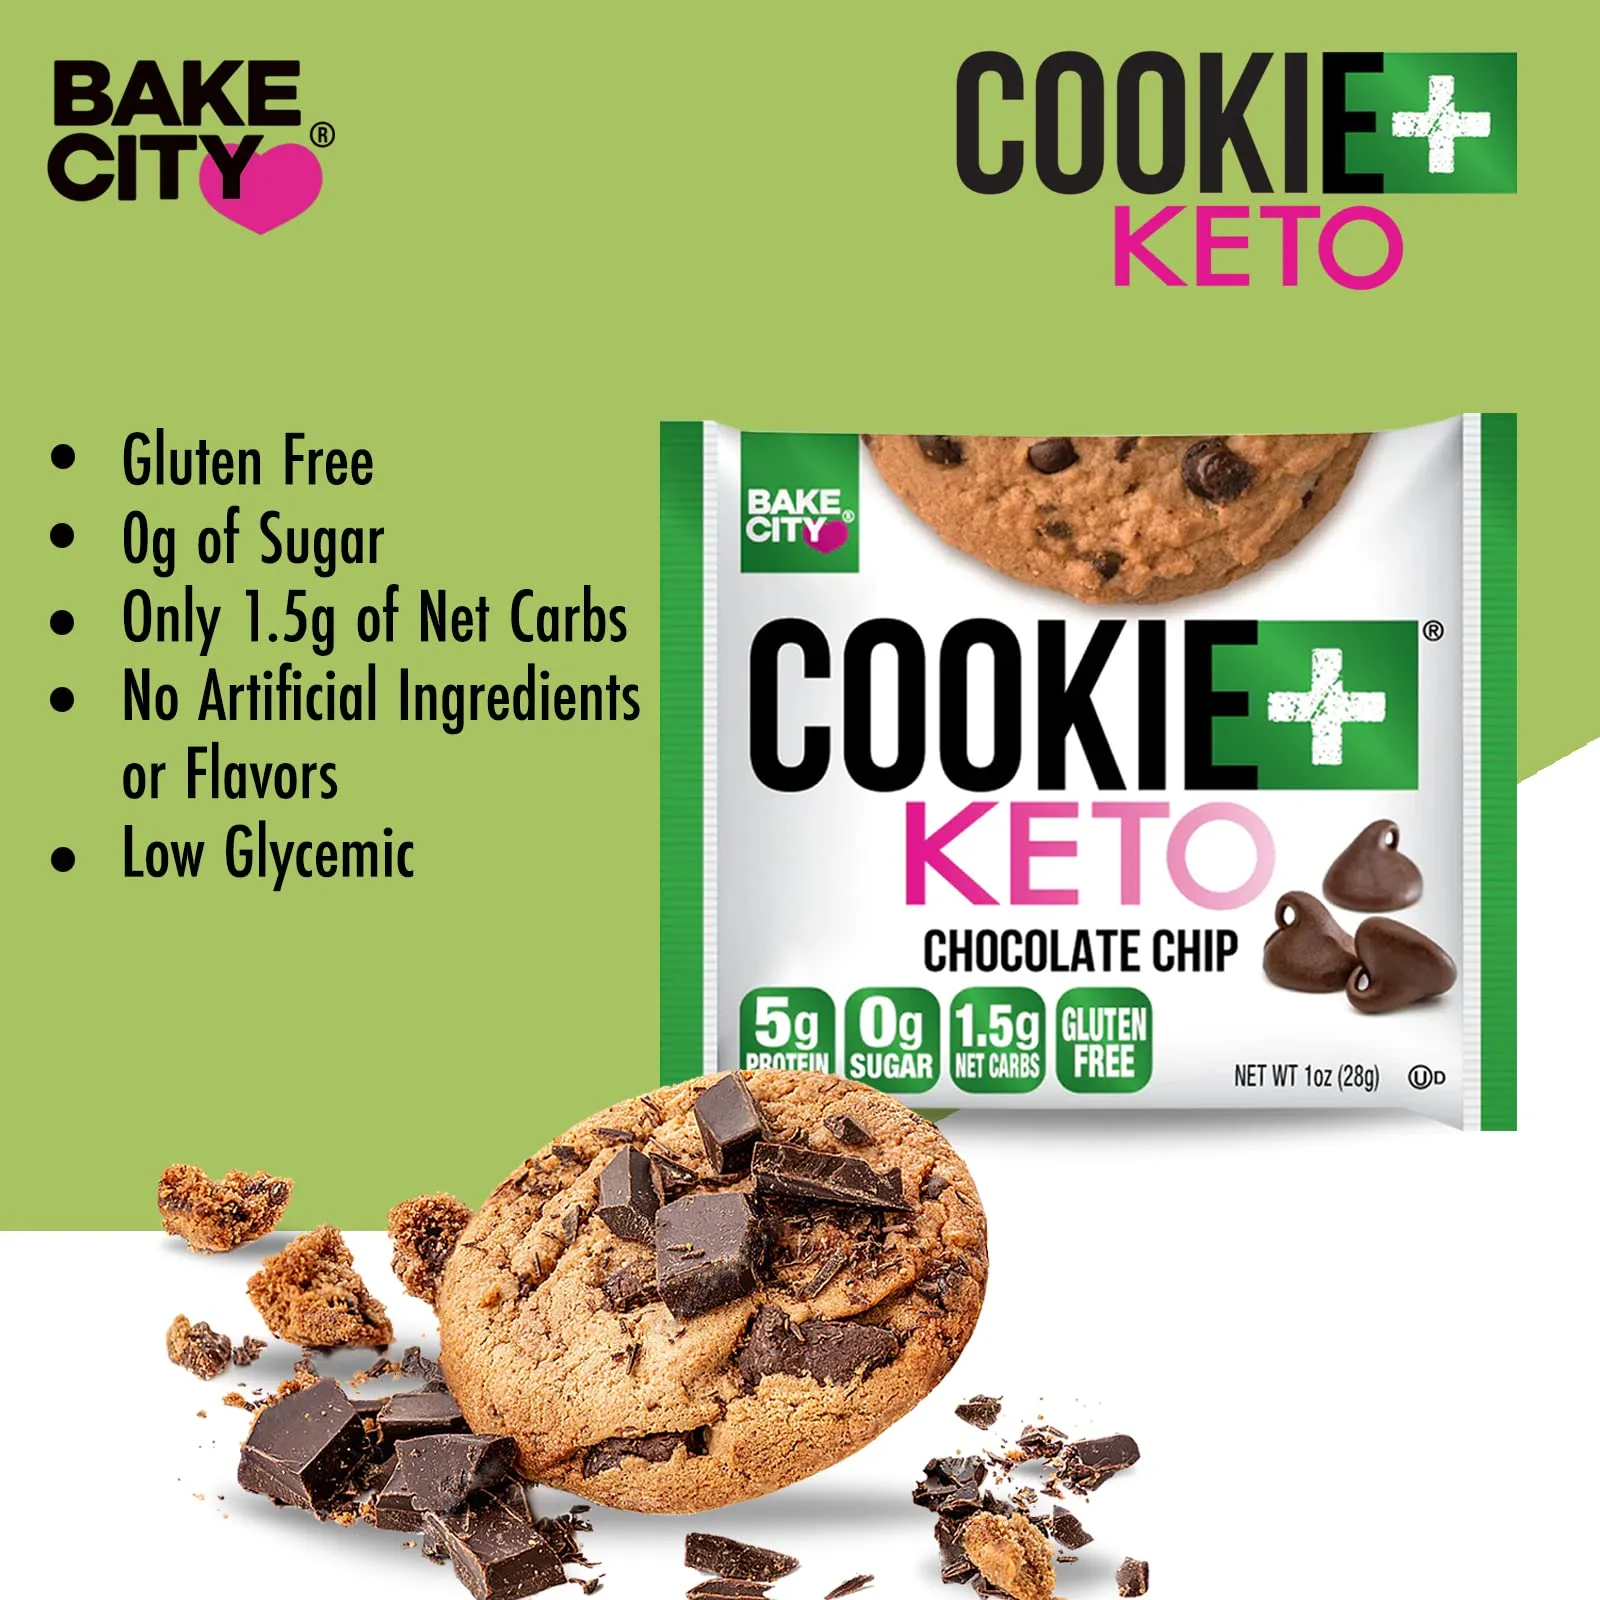 BAKE
CITY®
COOKIE+
KETO
• Gluten Free
• 0g of Sugar
• Only 1.5g of Net Carbs
• No Artificial Ingredients
or Flavors
• Low Glycemic
BAKE
CITY®
COOKIE+®
KETO
CHOCOLATE CHIP
5g
PROTEIN
0g
SUGAR
1.5g
NET CARBS
GLUTEN
FREE
NET WT 1oz (28g) UD